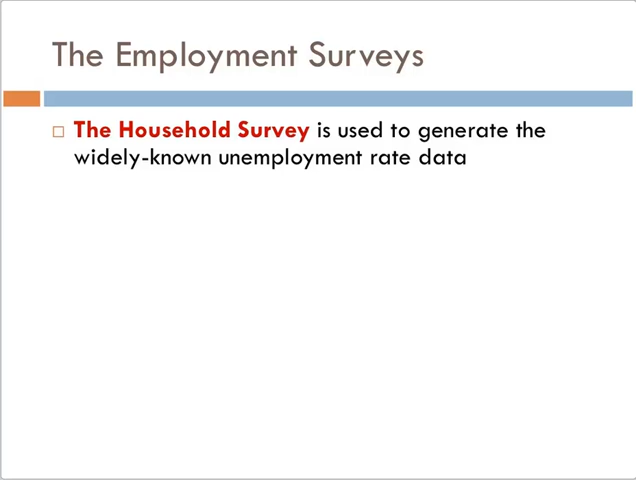 The Employment Surveys
The Household Survey is used to generate the
widely-known unemployment rate data